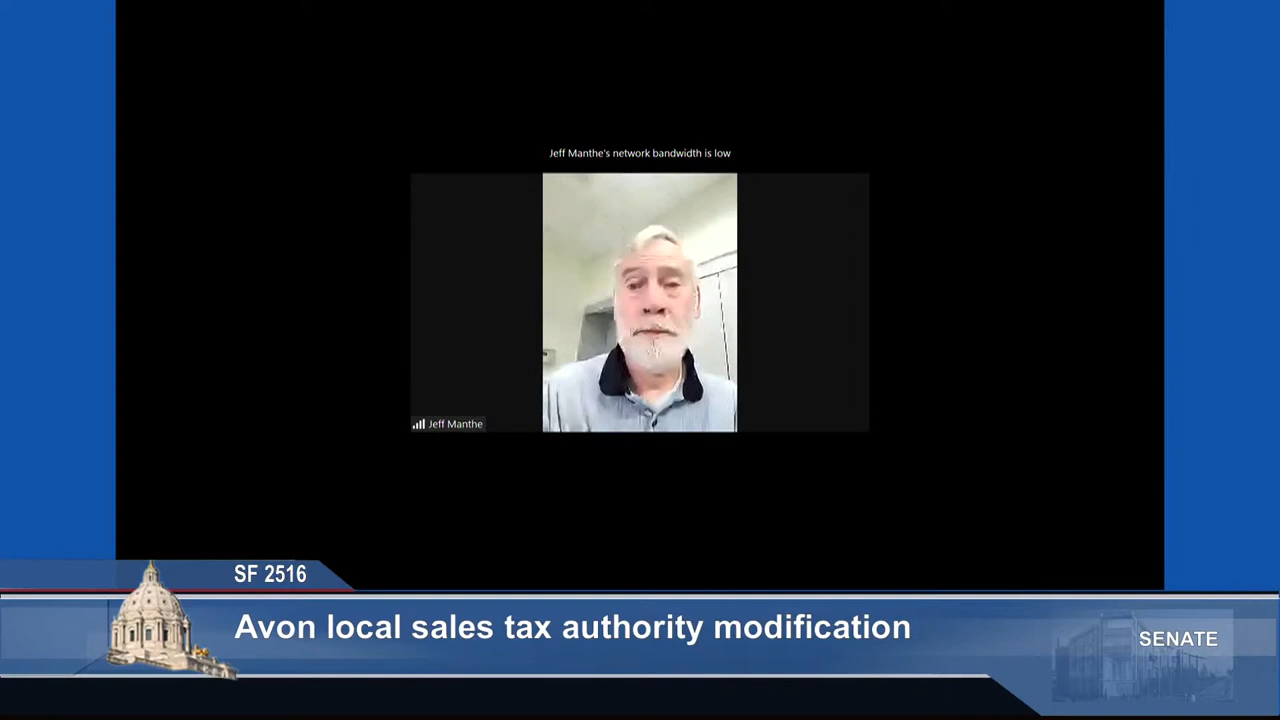 Jeff Manthe's network bandwidth is low
Jeff Manthe
SF 2516
Avon local sales tax authority modification
SENATE